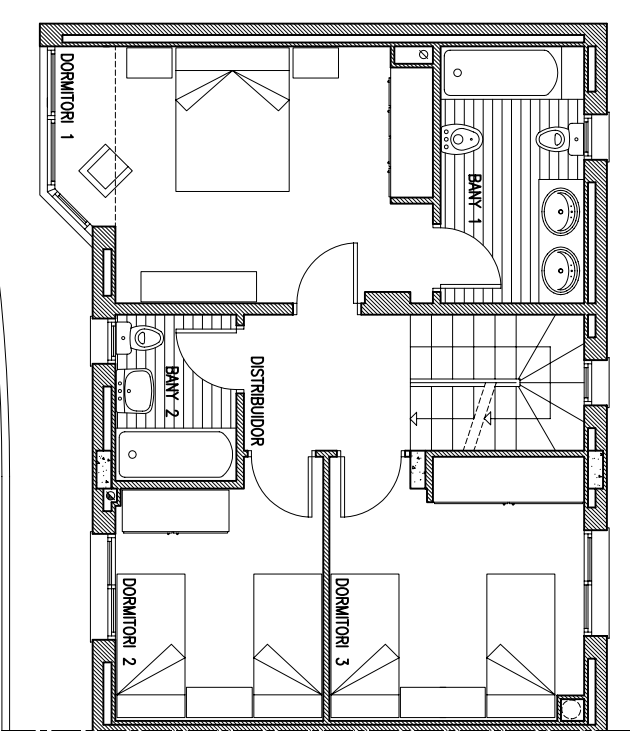 DORMITORI 1
BANY 1
BANY 2
DISTRIBUIDOR
DORMITORI 2
DORMITORI 3